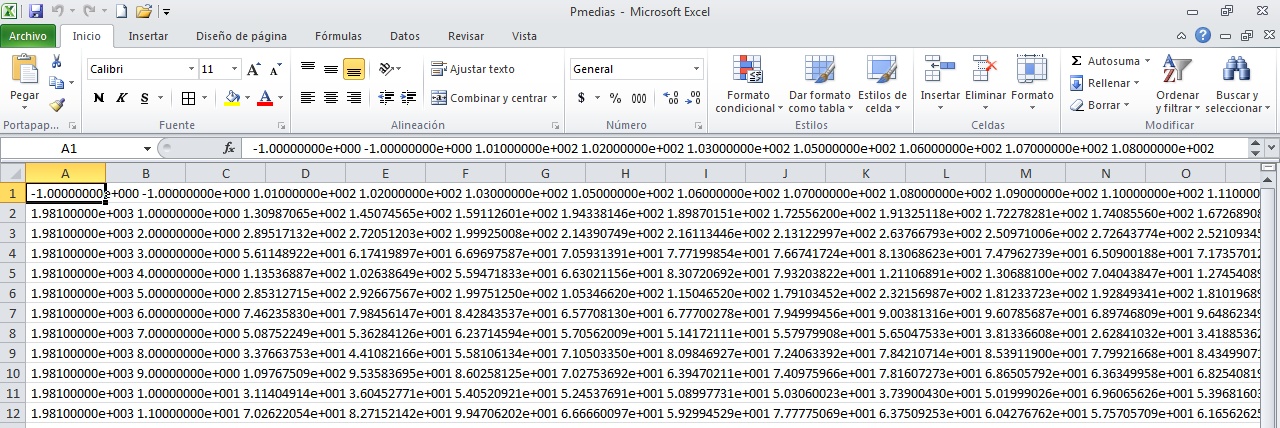 Pmedias - Microsoft Excel
Archivo Inicio Insertar Diseño de página Fórmulas Datos Revisar Vista
Pegar Calibri 11 A A Ajustar texto General Formato condicional Dar formato como tabla Estilos de celda Insertar Eliminar Formato Σ Autosuma Rellenar Borrar Ordenar y filtrar Buscar y seleccionar
N K S A Combinar y centrar $ % 000
Portapap... Fuente Alineación Número Estilos Celdas Modificar
A1 fx -1.00000000e+000 -1.00000000e+000 1.01000000e+002 1.02000000e+002 1.03000000e+002 1.05000000e+002 1.06000000e+002 1.07000000e+002 1.08000000e+002
A B C D E F G H I J K L M N O
1 -1.00000000e+000 -1.00000000e+000 1.01000000e+002 1.02000000e+002 1.03000000e+002 1.05000000e+002 1.06000000e+002 1.07000000e+002 1.08000000e+002 1.09000000e+002 1.10000000e+002 1.110000
2 1.98100000e+003 1.00000000e+000 1.30987065e+002 1.45074565e+002 1.59112601e+002 1.94338146e+002 1.89870151e+002 1.72556200e+002 1.91325118e+002 1.72278281e+002 1.74085560e+002 1.6726890
3 1.98100000e+003 2.00000000e+000 2.89517132e+002 2.72051203e+002 1.99925008e+002 2.14390749e+002 2.16113446e+002 2.13122997e+002 2.63766793e+002 2.50971006e+002 2.72643774e+002 2.5210934
4 1.98100000e+003 3.00000000e+000 5.61148922e+001 6.17419897e+001 6.69697587e+001 7.05931391e+001 7.77199854e+001 7.66741724e+001 8.13068623e+001 7.47962739e+001 6.50900188e+001 7.1735701
5 1.98100000e+003 4.00000000e+000 1.13536887e+002 1.02638649e+002 5.59471833e+001 6.63021156e+001 8.30720692e+001 7.93203822e+001 1.21106891e+002 1.30688100e+002 7.04043847e+001 1.2745408
6 1.98100000e+003 5.00000000e+000 2.85312715e+002 2.92667567e+002 1.99751250e+002 1.05346620e+002 1.15046520e+002 1.79103452e+002 2.32156987e+002 1.81233723e+002 1.92849341e+002 1.8101968
7 1.98100000e+003 6.00000000e+000 7.46235830e+001 7.98456147e+001 8.42843537e+001 6.57708130e+001 6.77700278e+001 7.94999456e+001 9.00381316e+001 9.60785687e+001 6.89746809e+001 9.6486234
8 1.98100000e+003 7.00000000e+000 5.08752249e+001 5.36284126e+001 6.23714594e+001 5.70562009e+001 5.14172111e+001 5.57979908e+001 5.65047533e+001 3.81336608e+001 2.62841032e+001 3.4188536
9 1.98100000e+003 8.00000000e+000 3.37663753e+001 4.41082166e+001 5.58106134e+001 7.10503350e+001 8.09846927e+001 7.24063392e+001 7.84210714e+001 8.53911900e+001 7.79921668e+001 8.4349907
10 1.98100000e+003 9.00000000e+000 1.09767509e+002 9.53583695e+001 8.60258125e+001 7.02753692e+001 6.39470211e+001 7.40975966e+001 7.81607273e+001 6.86505792e+001 6.36349958e+001 6.8254081
11 1.98100000e+003 1.00000000e+001 3.11404914e+001 3.60452771e+001 5.40520921e+001 5.24537691e+001 5.08997731e+001 5.03060023e+001 3.73900430e+001 5.01999026e+001 6.96065626e+001 5.3968160
12 1.98100000e+003 1.10000000e+001 7.02622054e+001 8.27152142e+001 9.94706202e+001 6.66660097e+001 5.92994529e+001 7.77775069e+001 6.37509253e+001 6.04276762e+001 5.75705709e+001 6.1656262